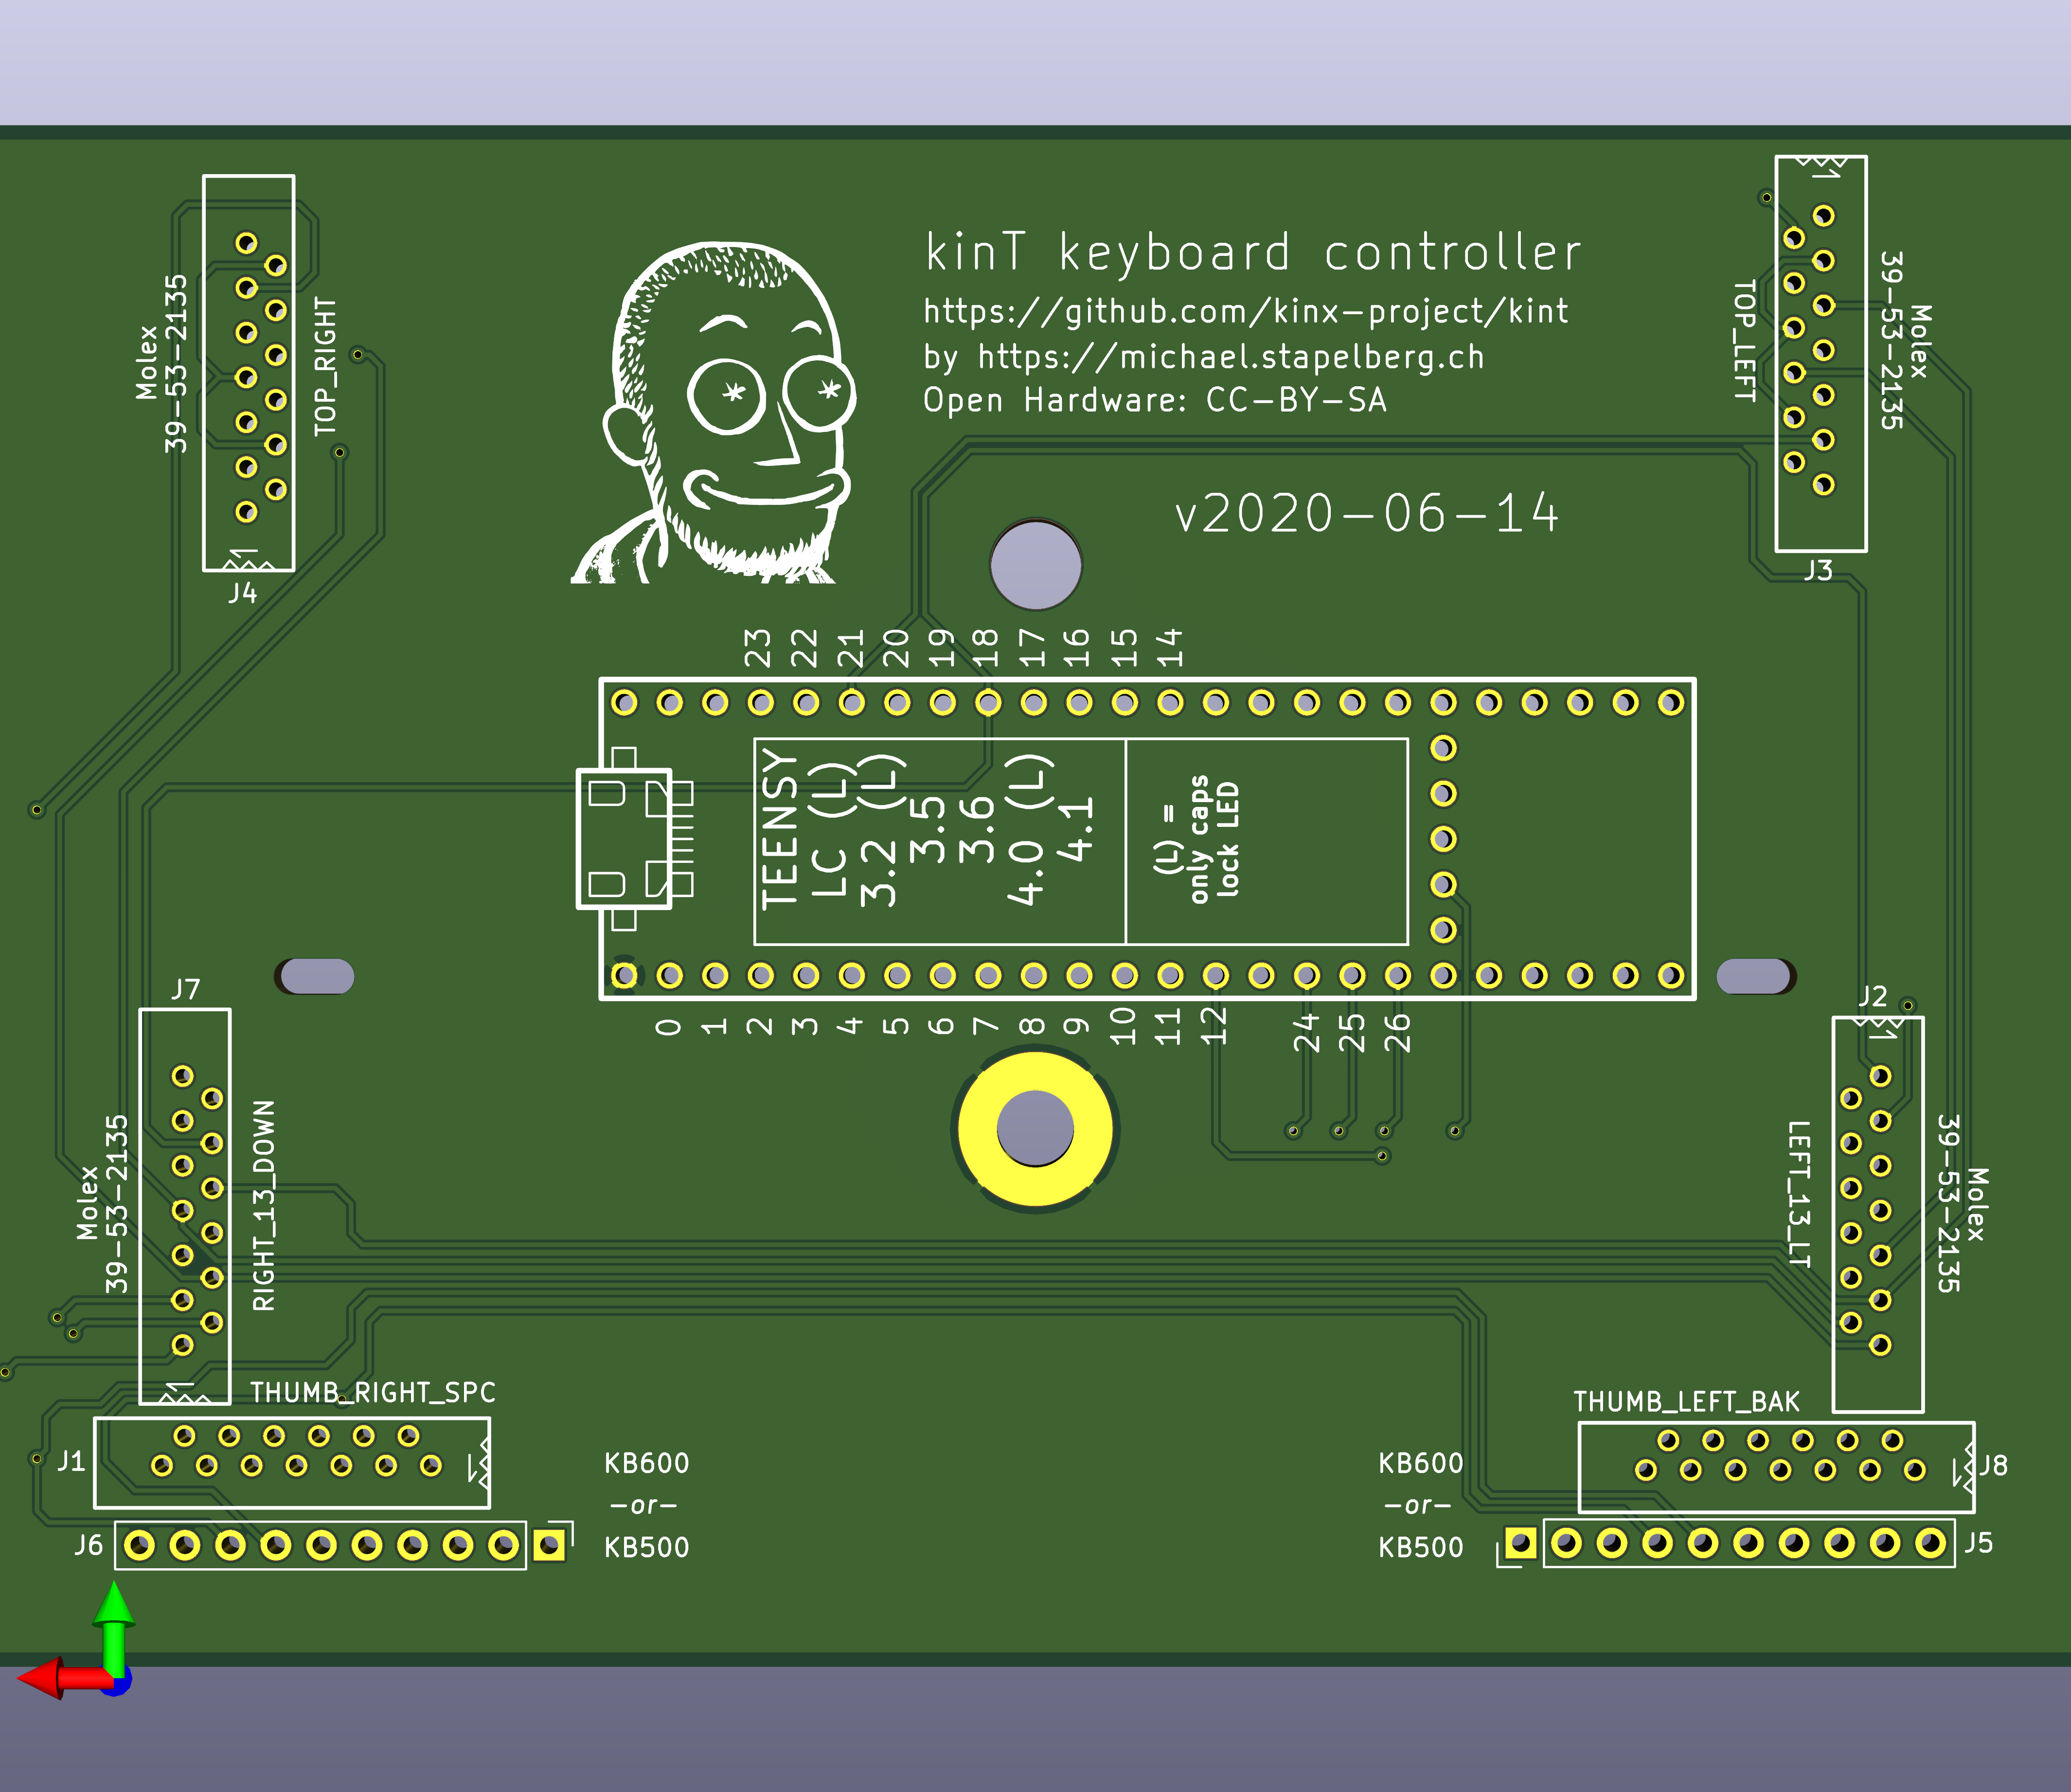 kinT keyboard controller
https://github.com/kinx-project/kint
by https://michael.stapelberg.ch
Open Hardware: CC-BY-SA
v2020-06-14
Molex
39-53-2135
TOP_RIGHT
1
J4
1
TOP_LEFT
39-53-2135
Molex
J3
23 22 21 20 19 18 17 16 15 14
TEENSY
LC (L)
3.2 (L)
3.5
3.6
4.0 (L)
4.1
(L) =
only caps
lock LED
0 1 2 3 4 5 6 7 8 9 10 11 12 24 25 26
J7
Molex
39-53-2135
RIGHT_13_DOWN
1
J2
1
LEFT_13_LT
39-53-2135
Molex
THUMB_RIGHT_SPC
J1
1
KB600
-or-
KB500
J6
THUMB_LEFT_BAK
1
J8
KB600
-or-
KB500
J5